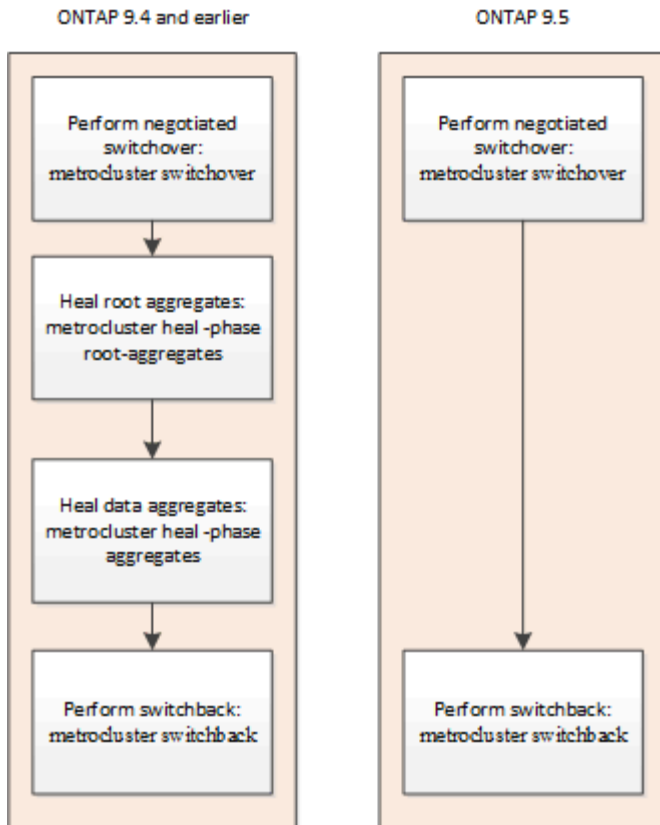 ONTAP 9.4 and earlier
Perform negotiated
switchover:
metrocluster switchover
Heal root aggregates:
metrocluster heal -phase
root-aggregates
Heal data aggregates:
metrocluster heal -phase
aggregates
Perform switchback:
metrocluster switchback
ONTAP 9.5
Perform negotiated
switchover:
metrocluster switchover
Perform switchback:
metrocluster switchback